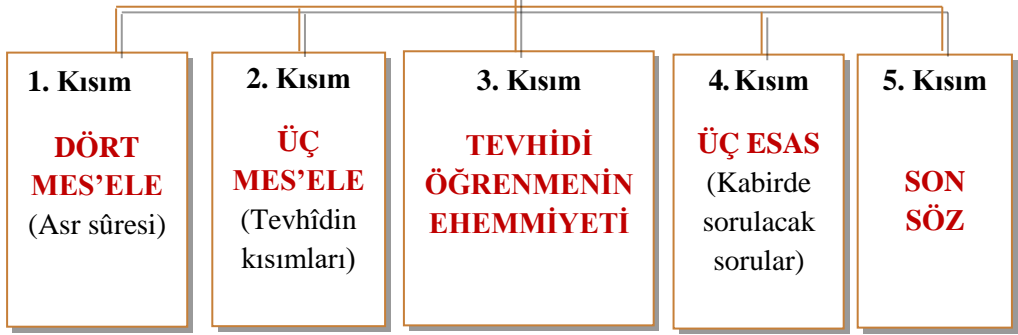 1. Kısım
DÖRT
MES’ELE
(Asr sûresi)
2. Kısım
ÜÇ
MES’ELE
(Tevhîdin
kısımları)
3. Kısım
TEVHİDİ
ÖĞRENMENİN
EHEMMİYETİ
4. Kısım
ÜÇ ESAS
(Kabirde
sorulacak
sorular)
5. Kısım
SON
SÖZ